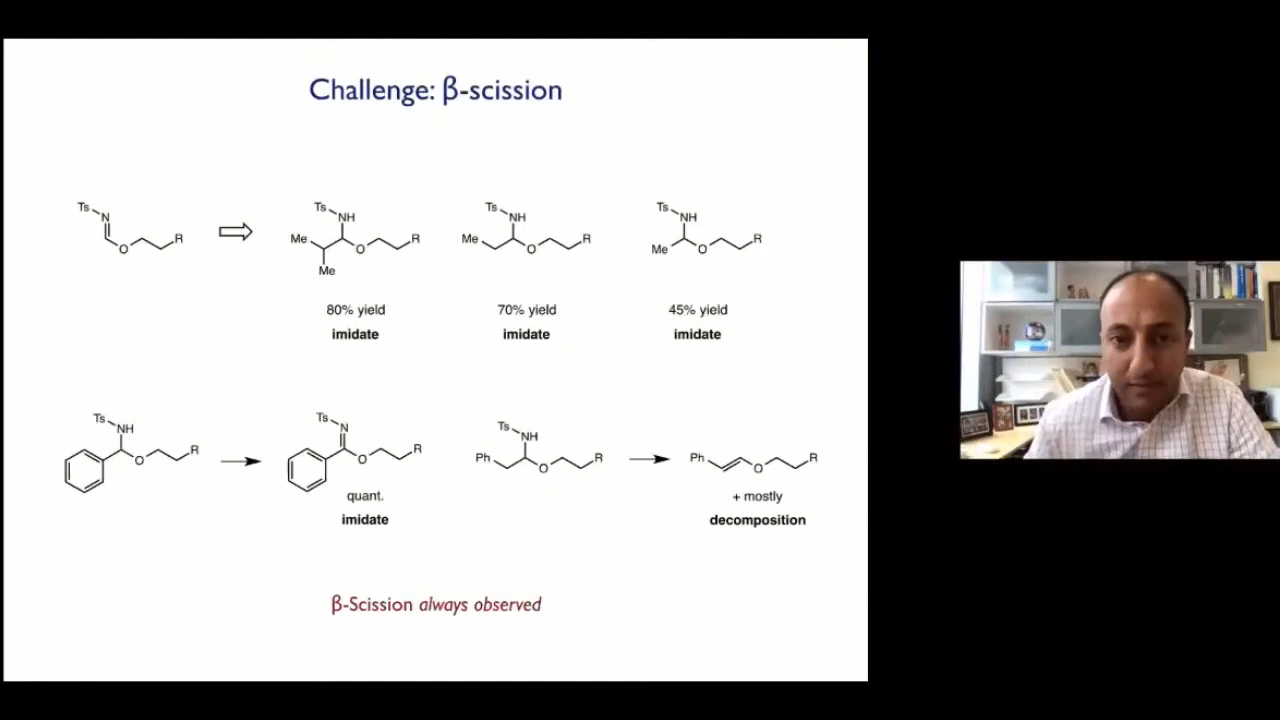 Challenge: β-scission
Ts
N
O
R
Ts
NH
Me
O
R
Me
80% yield
imidate
Ts
NH
Me
O
R
70% yield
imidate
Ts
NH
Me
O
R
45% yield
imidate
Ts
NH
O
R
Ts
N
O
R
quant.
imidate
Ts
NH
Ph
O
R
Ph
O
R
+ mostly
decomposition
β-Scission always observed